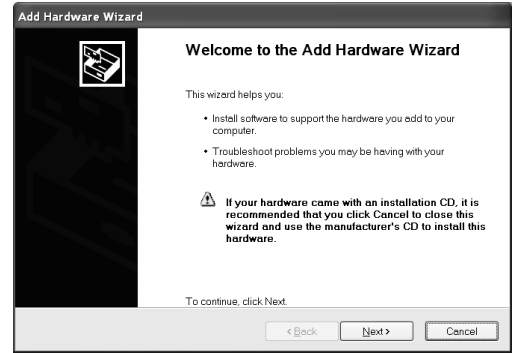 Add Hardware Wizard
Welcome to the Add Hardware Wizard
This wizard helps you:
• Install software to support the hardware you add to your
computer.
• Troubleshoot problems you may be having with your
hardware.
If your hardware came with an installation CD, it is
recommended that you click Cancel to close this
wizard and use the manufacturer's CD to install this
hardware.
To continue, click Next.
< Back Next > Cancel